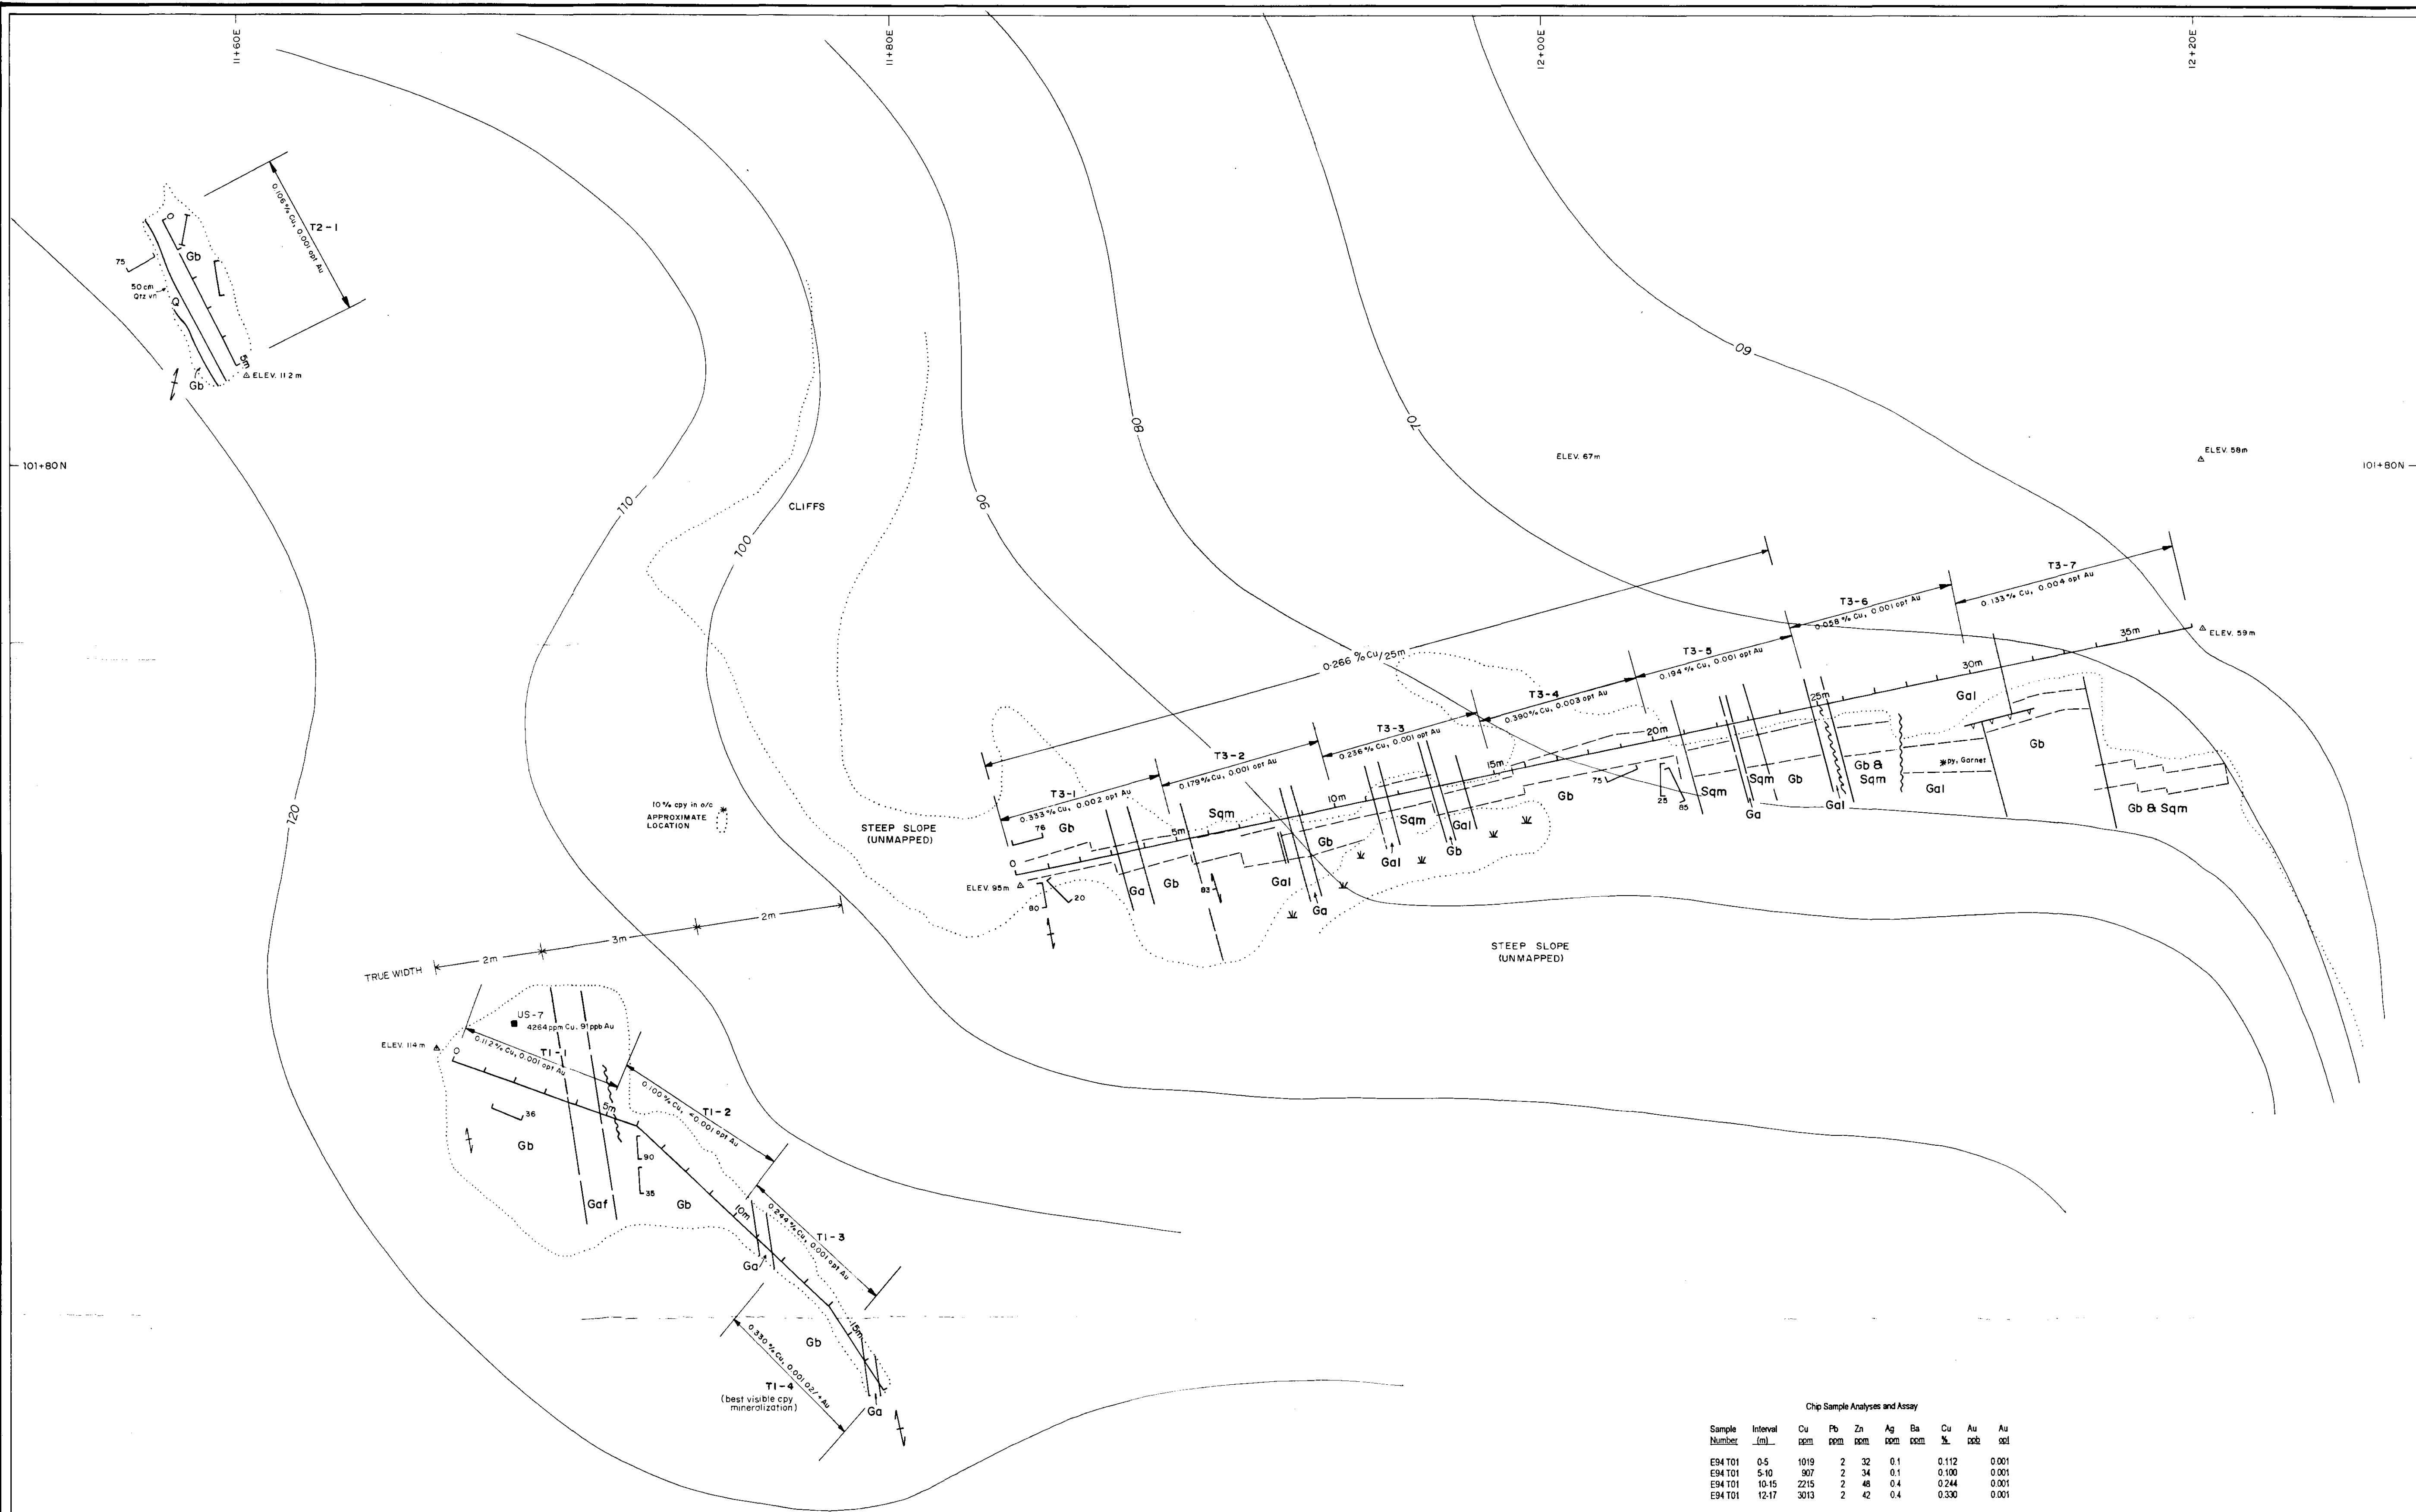 11+60E
11+80E
12+00E
12+20E
0.106 % Cu, 0.001 opt Au
T2-1
0
Gb
75
50 cm
Qtz vn
Q
5m
ELEV. 112 m
Gb
60
80
70
101+80N
ELEV. 67m
ELEV. 58m
101+80N
110
90
CLIFFS
100
T3-7
0.133 % Cu, 0.004 opt Au
T3-6
0.058 % Cu, 0.001 opt Au
35m
ELEV. 59 m
0.266 % Cu/25m
T3-5
0.194 % Cu, 0.001 opt Au
30m
T3-4
0.390 % Cu, 0.003 opt Au
25m
Gal
T3-3
0.236 % Cu, 0.001 opt Au
20m
T3-2
0.179 % Cu, 0.001 opt Au
15m
Gb
T3-1
0.333 % Cu, 0.002 opt Au
10m
75
Sqm
Gb
Gb &
Sqm
py, Garnet
Gal
25
85
Sqm
Ga
Gal
Gb & Sqm
10 % cpy in o/c
APPROXIMATE
LOCATION
120
STEEP SLOPE
(UNMAPPED)
76
Gb
5m
Sqm
Gb
Sqm
Gal
Gb
Gal
Gb
0
ELEV. 95m
80
20
Ga
Gb
83
Gal
Ga
STEEP SLOPE
(UNMAPPED)
TRUE WIDTH
2m
3m
2m
US-7
4264 ppm Cu, 91 ppb Au
ELEV. 114 m
0
T1-1
0.112 % Cu, 0.001 opt Au
5m
36
Gb
T1-2
0.100 % Cu, <0.001 opt Au
90
35
Gaf
Gb
10m
T1-3
0.244 % Cu, 0.001 opt Au
Ga
15m
Gb
0.330 % Cu, 0.001 oz/t Au
T1-4
(best visible cpy
mineralization)
Ga
Chip Sample Analyses and Assay
Sample Interval Cu Pb Zn Ag Ba Cu Au Au
Number (m) ppm ppm ppm ppm ppm % ppb opt
E94 T01 0-5 1019 2 32 0.1 0.112 0.001
E94 T01 5-10 907 2 34 0.1 0.100 0.001
E94 T01 10-15 2215 2 48 0.4 0.244 0.001
E94 T01 12-17 3013 2 42 0.4 0.330 0.001